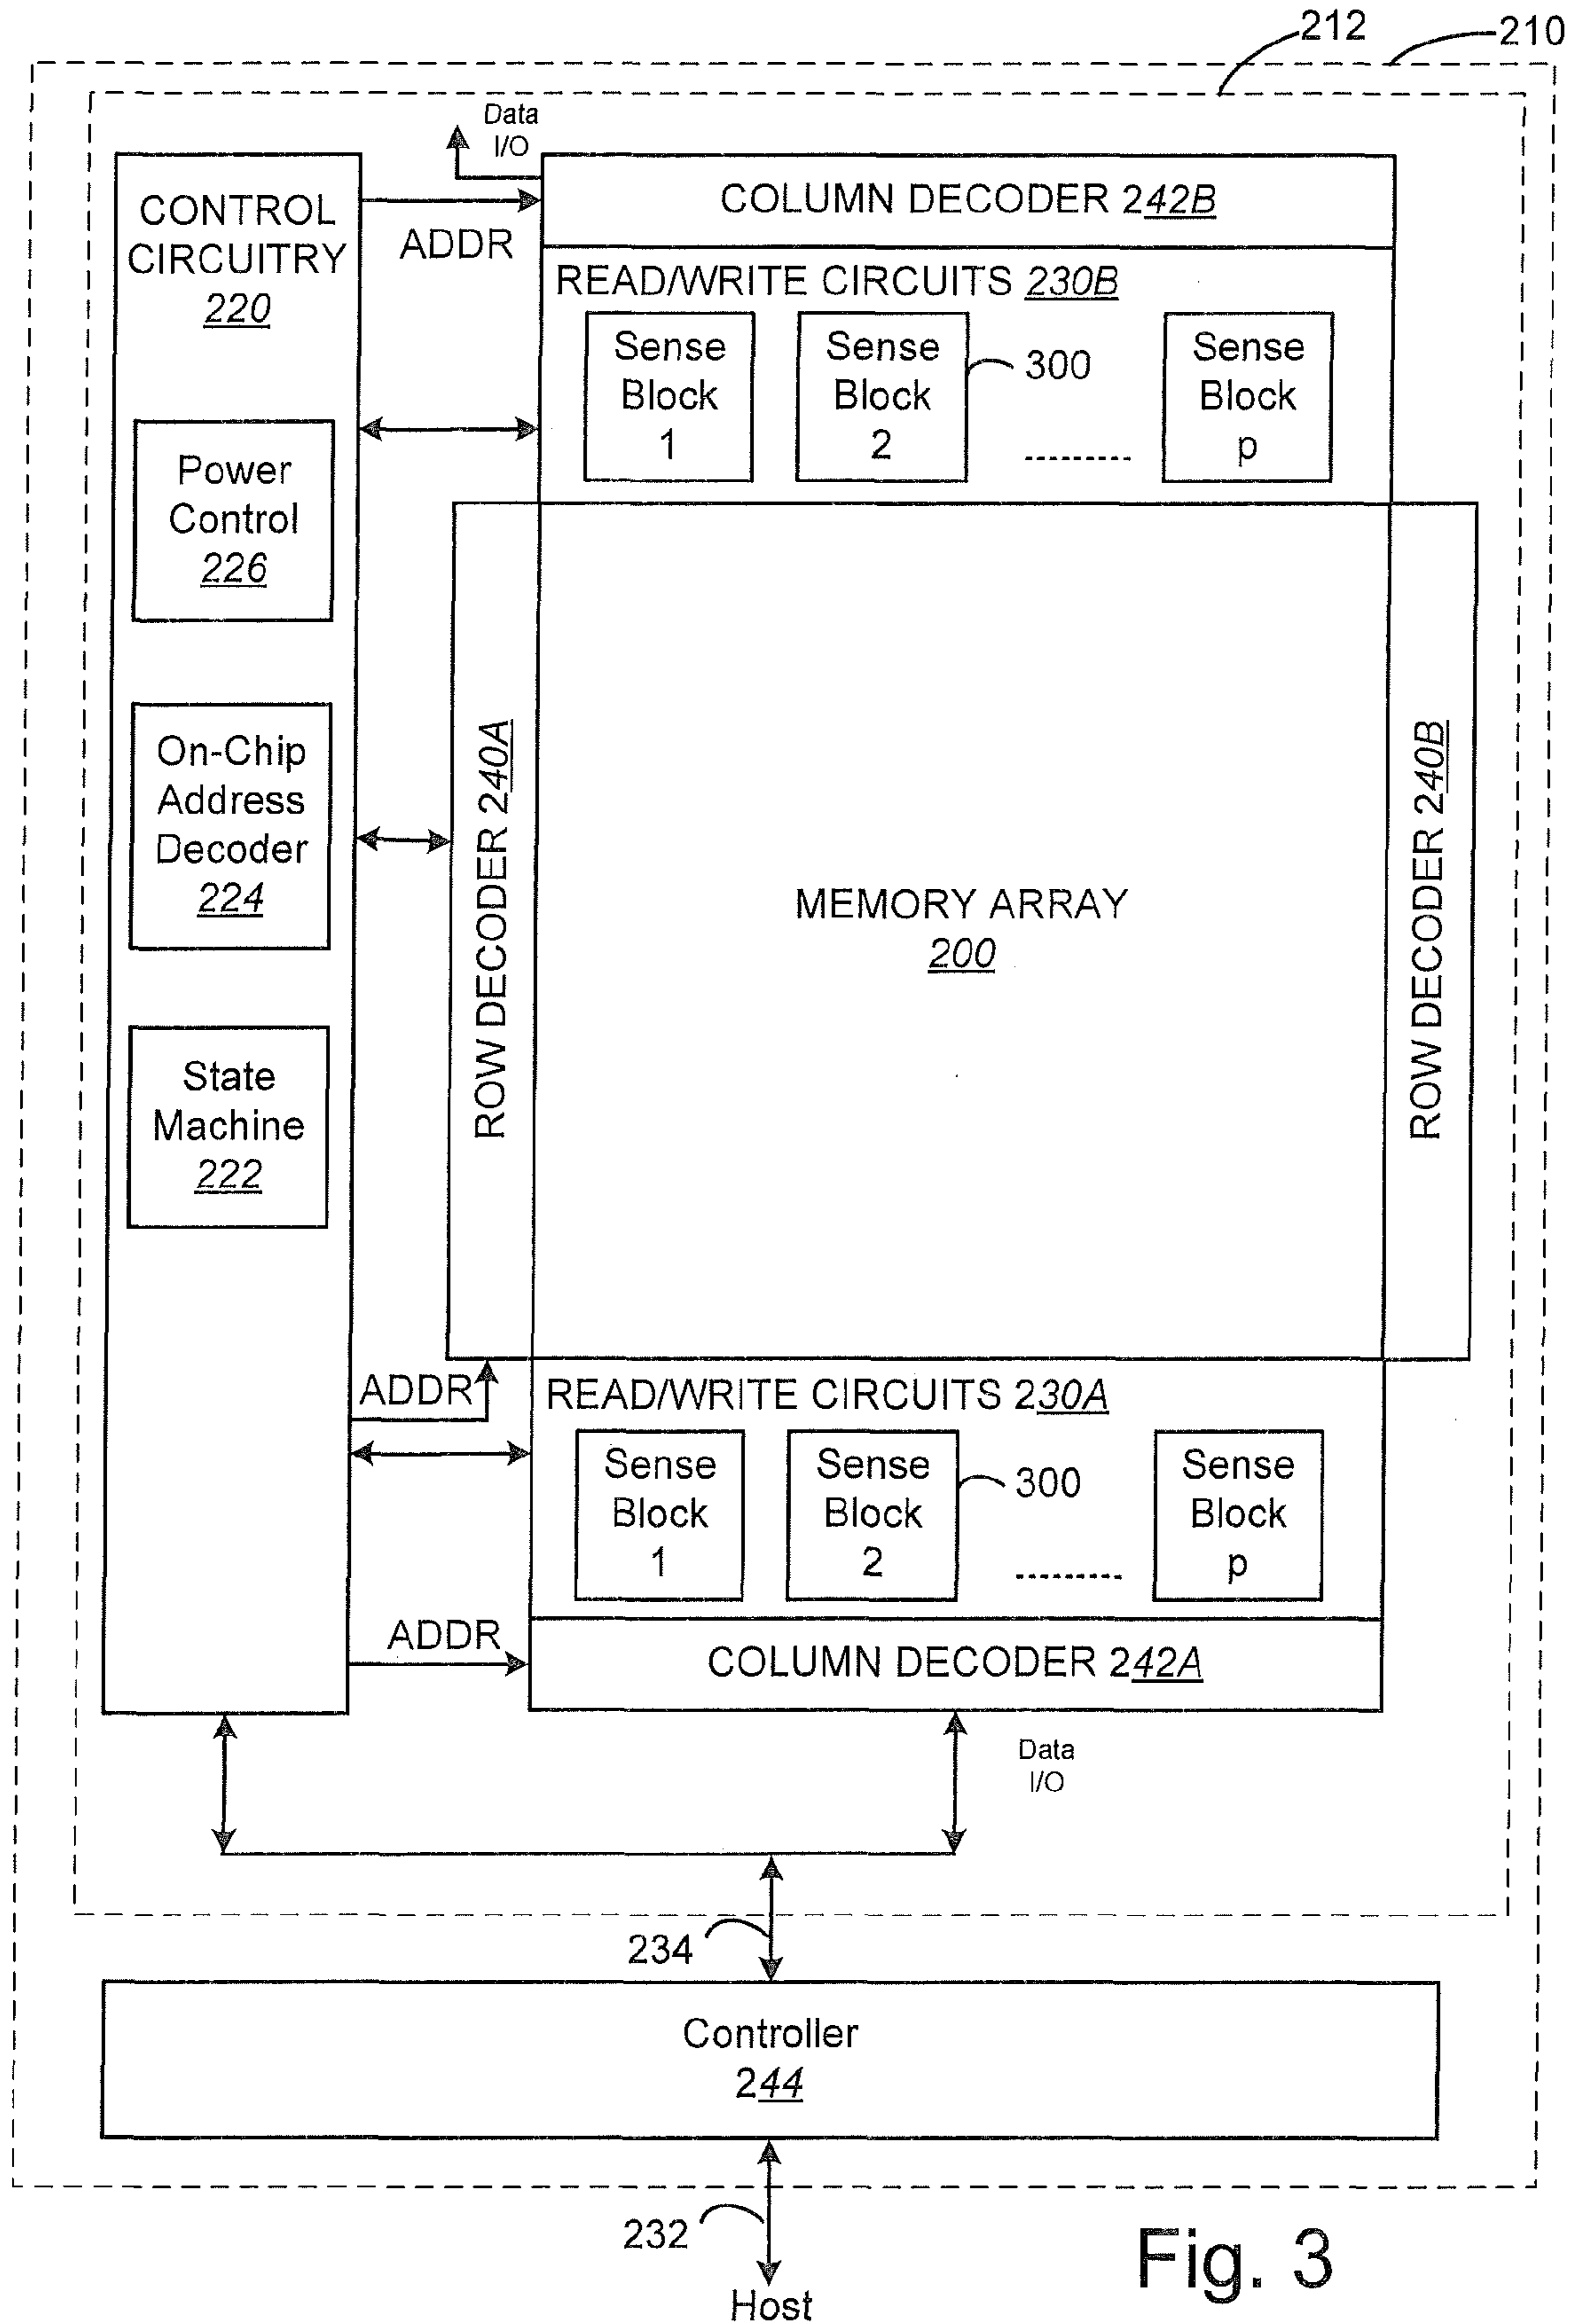 212
210
Data
I/O
CONTROL
CIRCUITRY
220
ADDR
COLUMN DECODER 242B
READ/WRITE CIRCUITS 230B
Sense
Block
1
Sense
Block
2
300
.........
Sense
Block
p
Power
Control
226
On-Chip
Address
Decoder
224
State
Machine
222
ROW DECODER 240A
MEMORY ARRAY
200
ROW DECODER 240B
ADDR
READ/WRITE CIRCUITS 230A
Sense
Block
1
Sense
Block
2
300
.........
Sense
Block
p
ADDR
COLUMN DECODER 242A
Data
I/O
234
Controller
244
232
Host
Fig. 3